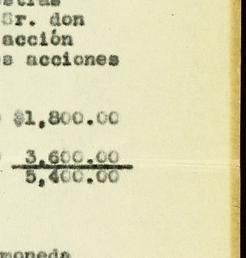 Sr. don
acción
s acciones
$1,800.00
3,600.00
5,400.00
moneda